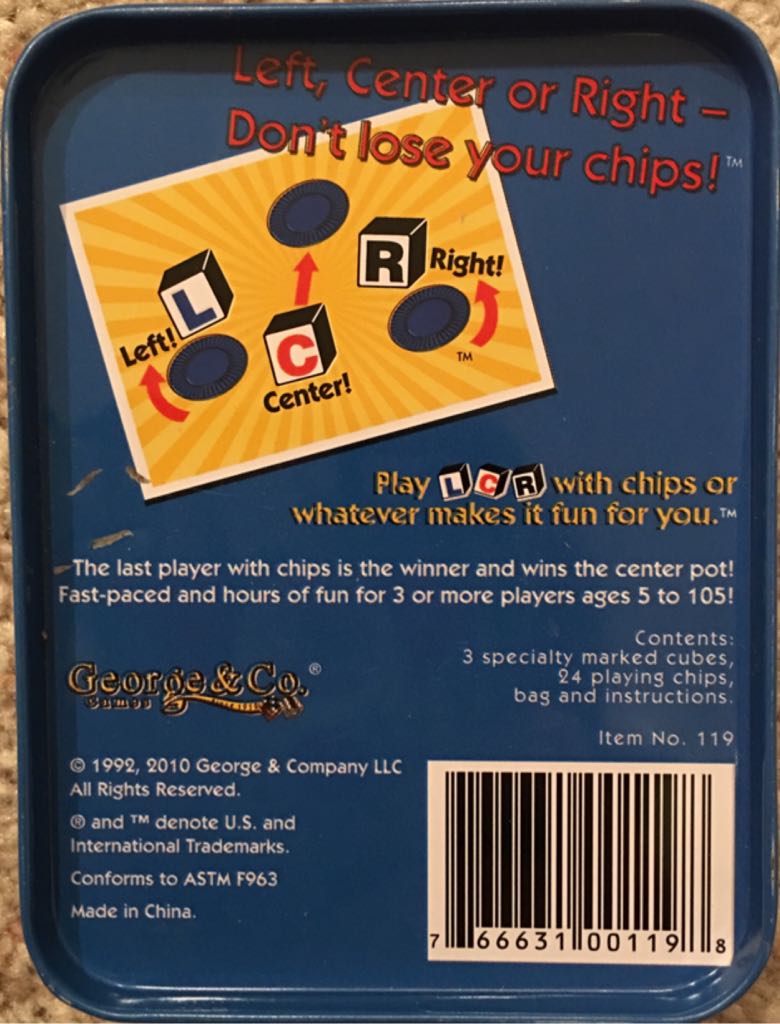 Left, Center or Right –
Don't lose your chips!™
L
R
Right!
Left!
C
Center!
™
Play LCR with chips or
whatever makes it fun for you.™
The last player with chips is the winner and wins the center pot!
Fast-paced and hours of fun for 3 or more players ages 5 to 105!
Contents:
3 specialty marked cubes,
24 playing chips,
bag and instructions.
George & Co.®
Games SINCE 1919
Item No. 119
© 1992, 2010 George & Company LLC
All Rights Reserved.
® and ™ denote U.S. and
International Trademarks.
Conforms to ASTM F963
Made in China.
7 66631 00119 8